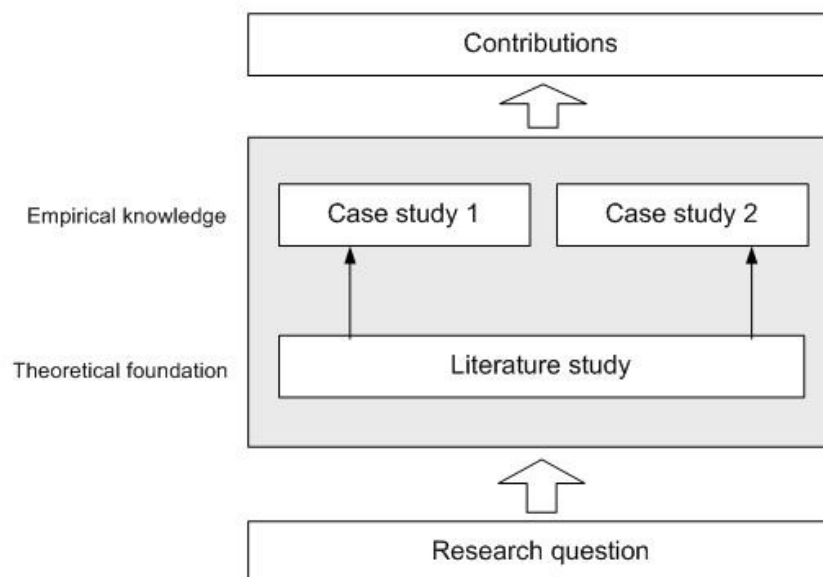 Contributions
Empirical knowledge
Case study 1
Case study 2
Theoretical foundation
Literature study
Research question